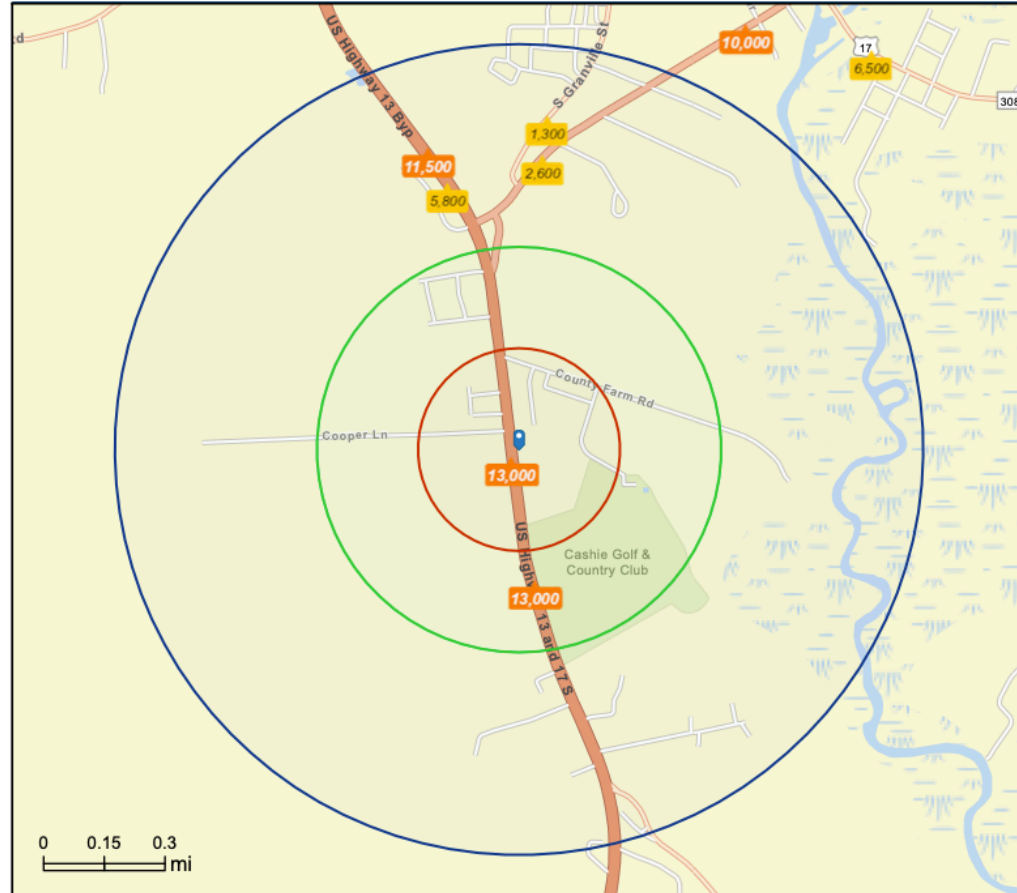 rd
US Highway 13 Byp
S Granville St
10,000
17
6,500
308
1,300
11,500
2,600
5,800
County Farm Rd
Cooper Ln
13,000
Cashie Golf &
Country Club
13,000
US Highw 13 and 17 S
0 0.15 0.3
mi